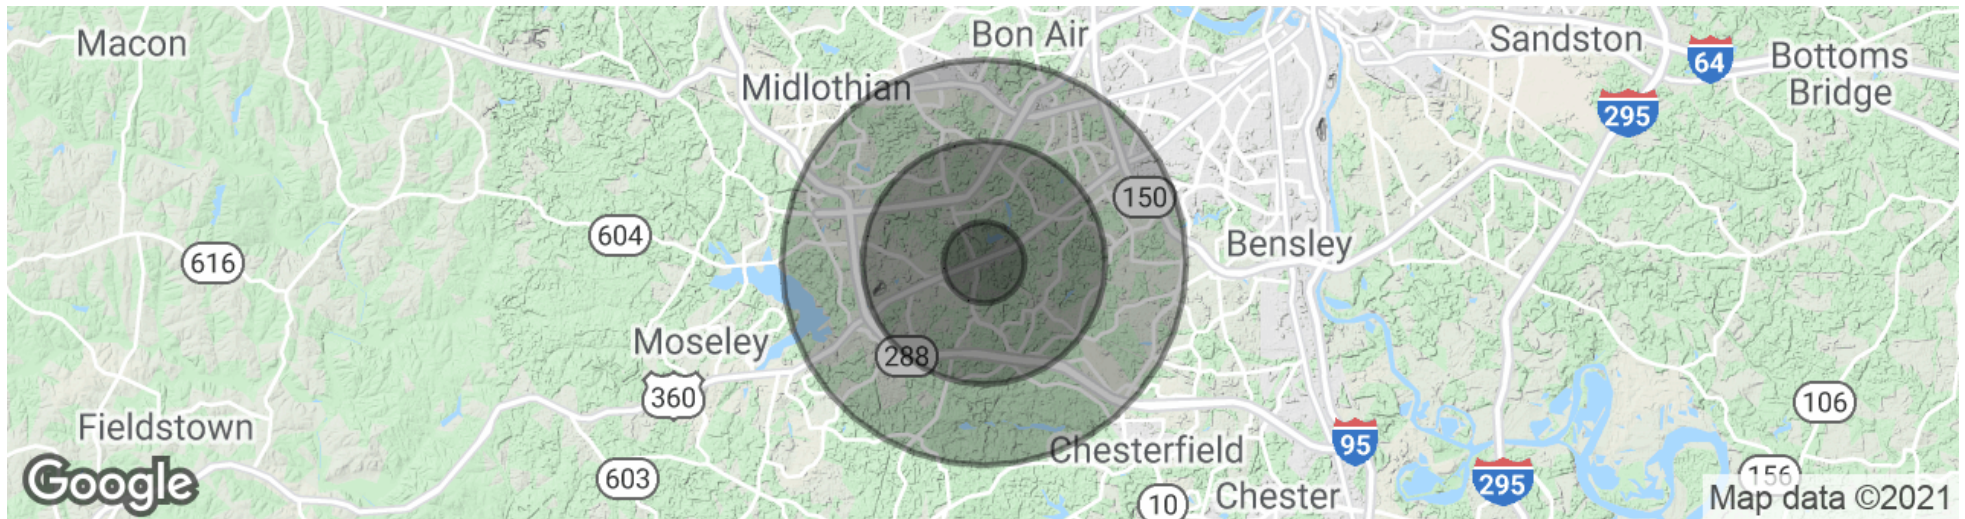 Macon
Bon Air
Sandston
64
Bottoms
Bridge
Midlothian
295
150
604
616
Bensley
Moseley
288
360
106
Fieldstown
95
Chesterfield
Google
603
10
Chester
295
156
Map data ©2021